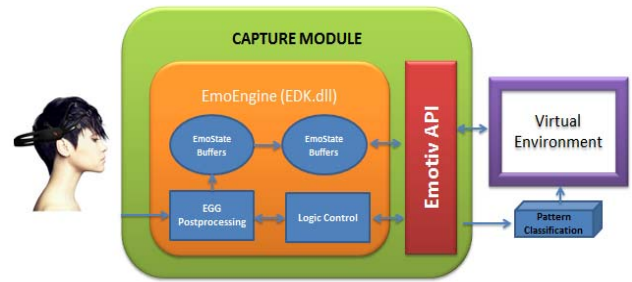 CAPTURE MODULE
EmoEngine (EDK.dll)
EmoState
Buffers
EmoState
Buffers
EGG
Postprocessing
Logic Control
Emotiv API
Virtual
Environment
Pattern
Classification